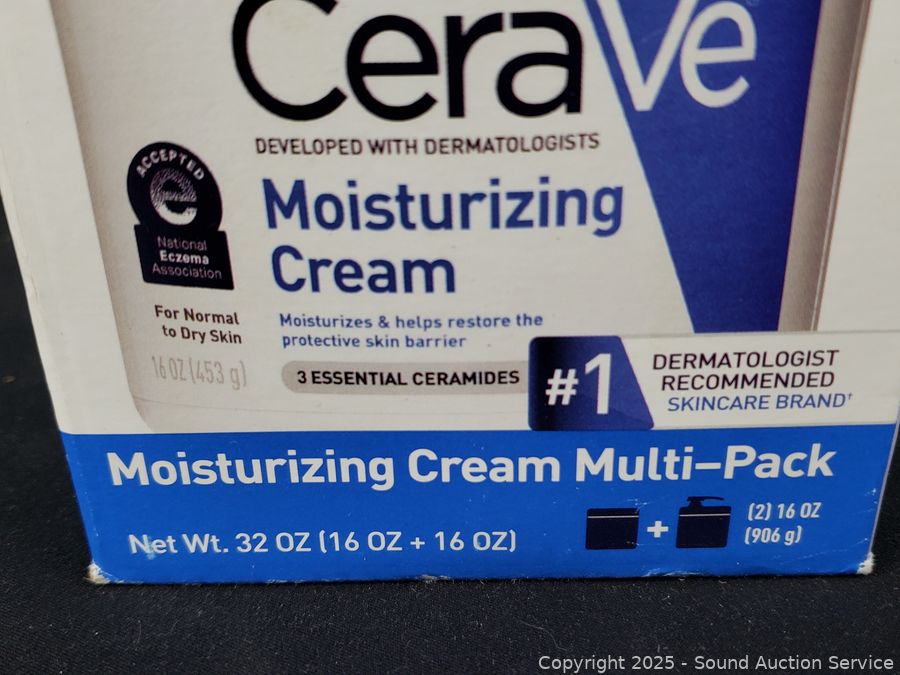 CeraVe
DEVELOPED WITH DERMATOLOGISTS
ACCEPTED
National
Eczema
Association
Moisturizing
Cream
For Normal
to Dry Skin
16 OZ (453 g)
Moisturizes & helps restore the
protective skin barrier
3 ESSENTIAL CERAMIDES
#1
DERMATOLOGIST
RECOMMENDED
SKINCARE BRAND†
Moisturizing Cream Multi-Pack
Net Wt. 32 OZ (16 OZ + 16 OZ)
+
(2) 16 OZ
(906 g)
Copyright 2025 - Sound Auction Service